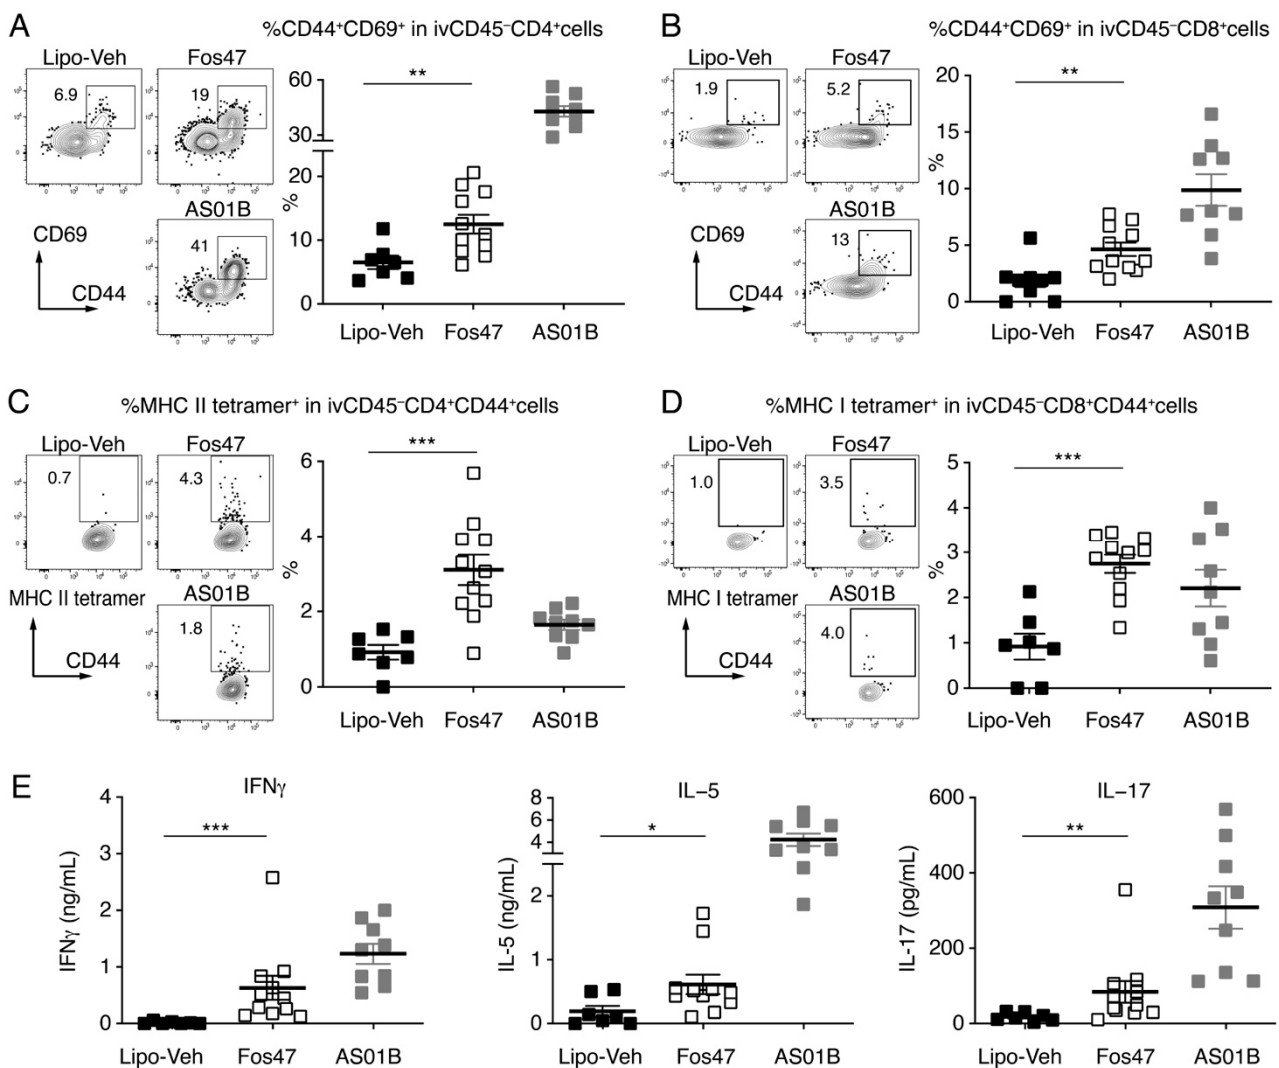 A
%CD44+CD69+ in ivCD45–CD4+cells
Lipo-Veh
Fos47
6.9
19
AS01B
41
CD69
CD44
**
60
30
20
10
0
%
Lipo-Veh
Fos47
AS01B
B
%CD44+CD69+ in ivCD45–CD8+cells
Lipo-Veh
Fos47
1.9
5.2
AS01B
13
CD69
CD44
**
20
15
10
5
0
%
Lipo-Veh
Fos47
AS01B
C
%MHC II tetramer+ in ivCD45–CD4+CD44+cells
Lipo-Veh
Fos47
0.7
4.3
AS01B
1.8
MHC II tetramer
CD44
***
6
4
2
0
%
Lipo-Veh
Fos47
AS01B
D
%MHC I tetramer+ in ivCD45–CD8+CD44+cells
Lipo-Veh
Fos47
1.0
3.5
AS01B
4.0
MHC I tetramer
CD44
***
5
4
3
2
1
0
%
Lipo-Veh
Fos47
AS01B
E
IFNγ
***
4
3
2
1
0
IFNγ (ng/mL)
Lipo-Veh
Fos47
AS01B
IL–5
*
8
6
4
2
1
0
IL-5 (ng/mL)
Lipo-Veh
Fos47
AS01B
IL–17
**
600
400
200
0
IL-17 (pg/mL)
Lipo-Veh
Fos47
AS01B